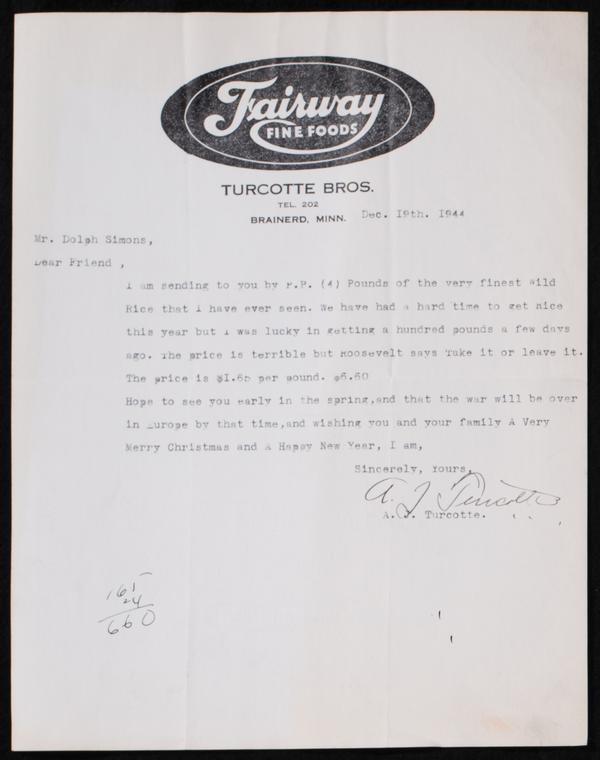 Fairway
FINE FOODS
TURCOTTE BROS.
TEL. 202
BRAINERD, MINN.
Dec. 19th. 1944
Mr. Dolph Simons,
Dear Friend ,
I am sending to you by P.P. (4) Pounds of the very finest Wild
Rice that I have ever seen. We have had a hard time to get Rice
this year but I was lucky in getting a hundred pounds a few days
ago. The price is terrible but Roosevelt says Take it or leave it.
The price is $1.65 per pound. $6.60
Hope to see you early in the spring,and that the war will be over
in Europe by that time,and wishing you and your family A Very
Merry Christmas and A Happy New Year, I am,
Sincerely, Yours,
A. J Turcotte
A. J. Turcotte.
165
4
660